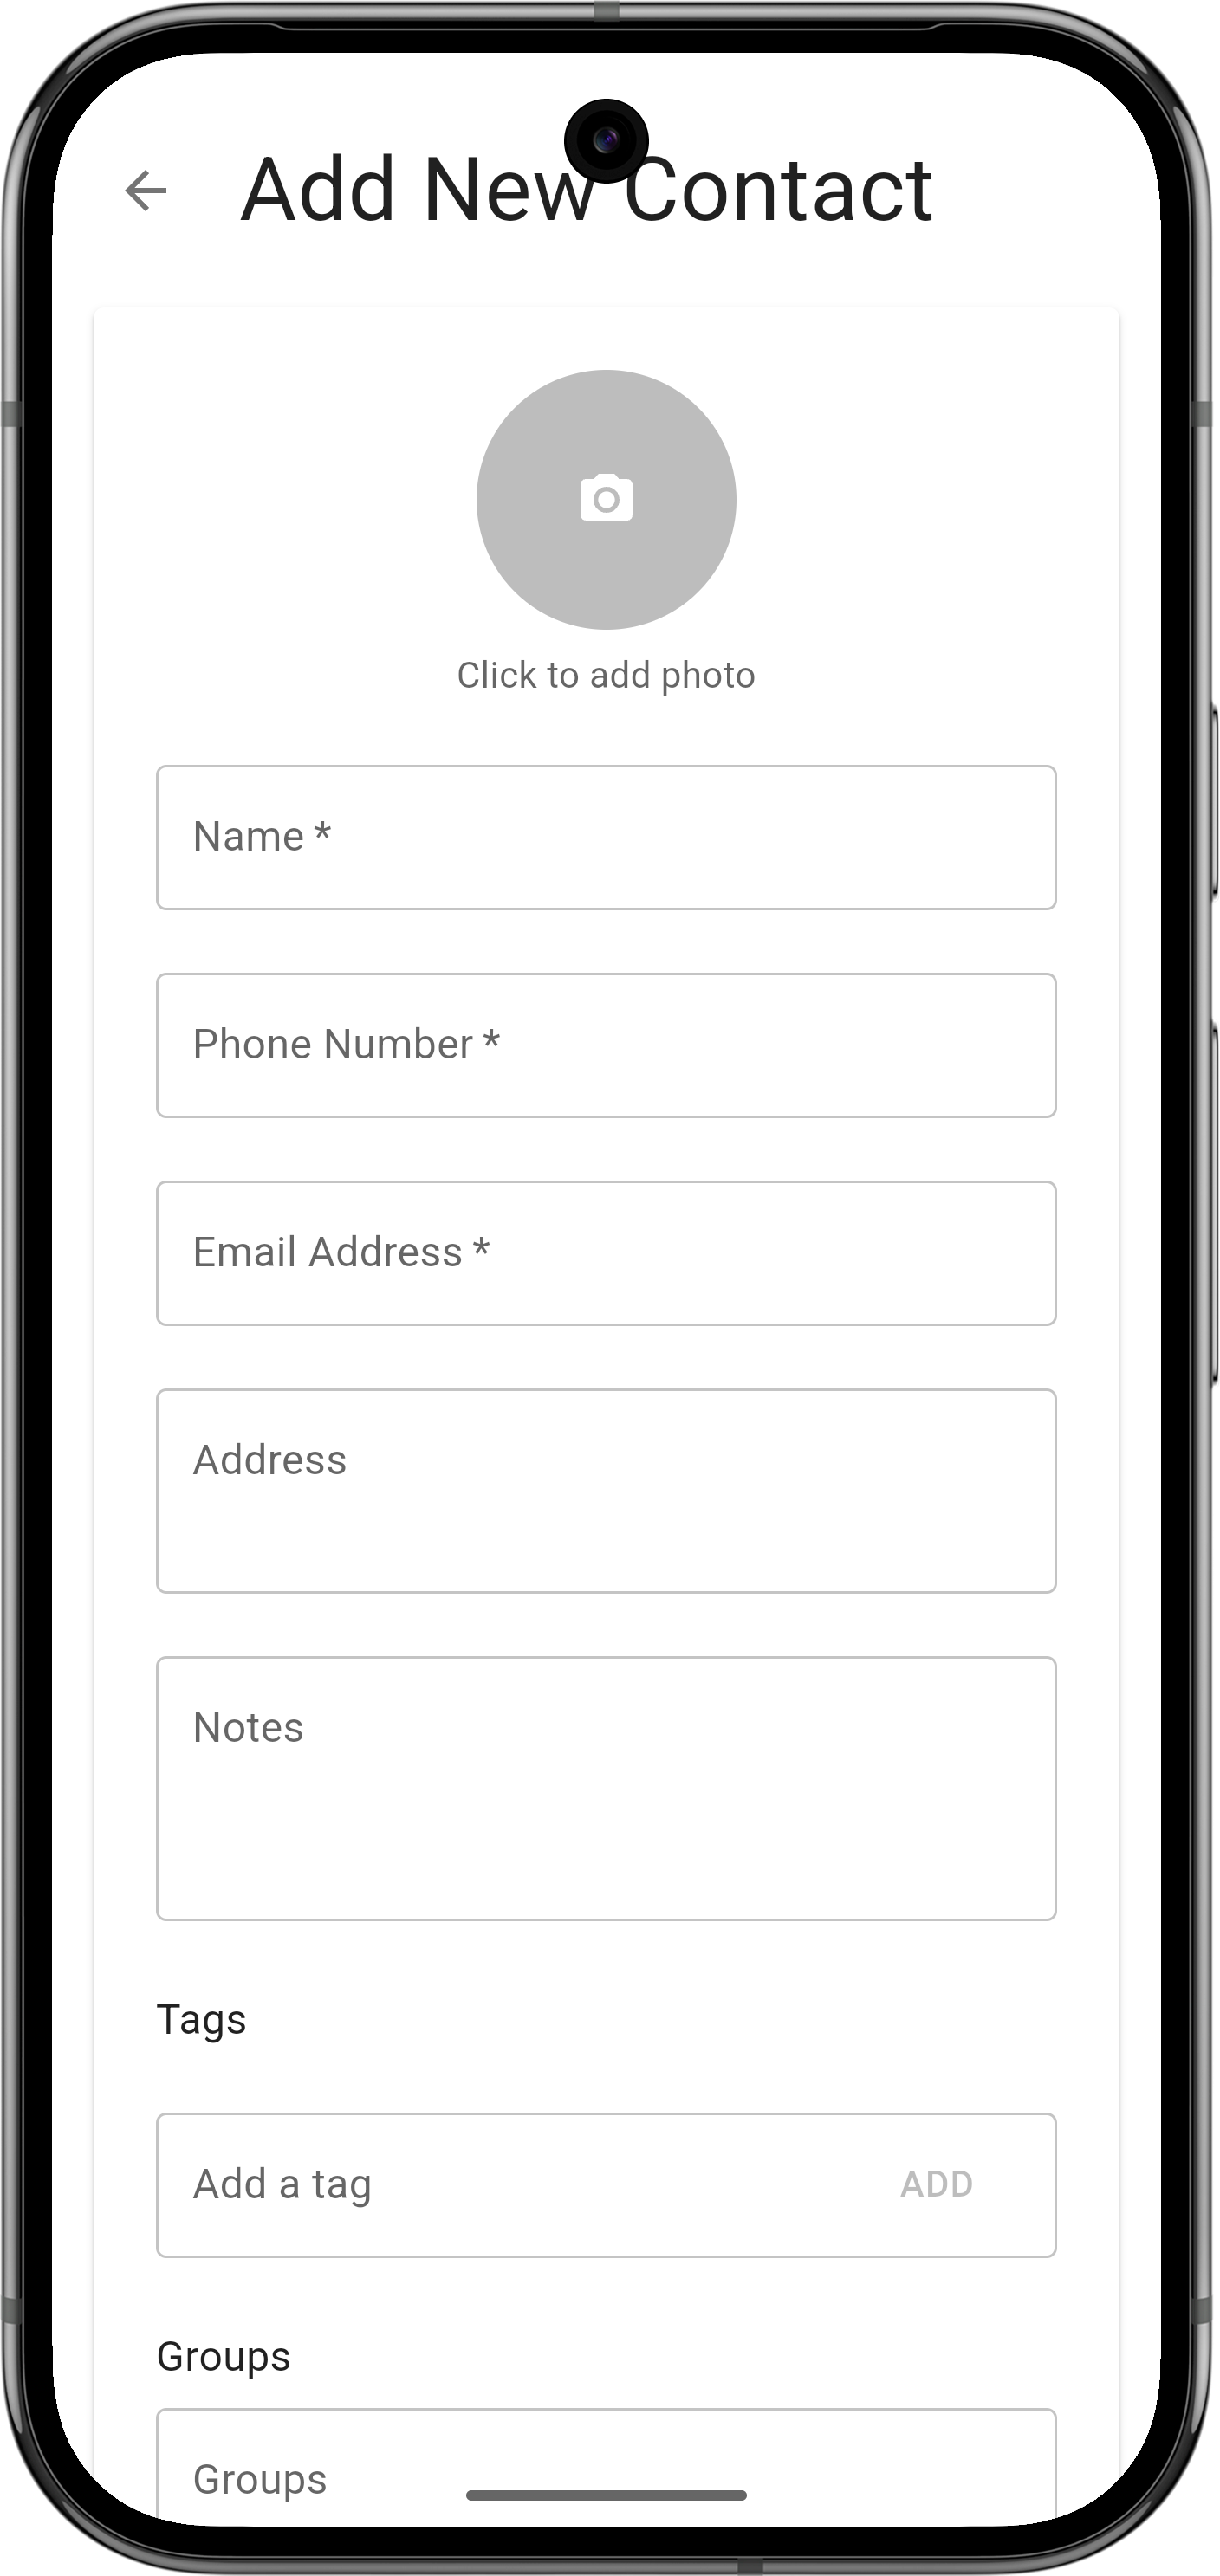 Add New Contact
Click to add photo
Name *
Phone Number *
Email Address *
Address
Notes
Tags
Add a tag ADD
Groups
Groups